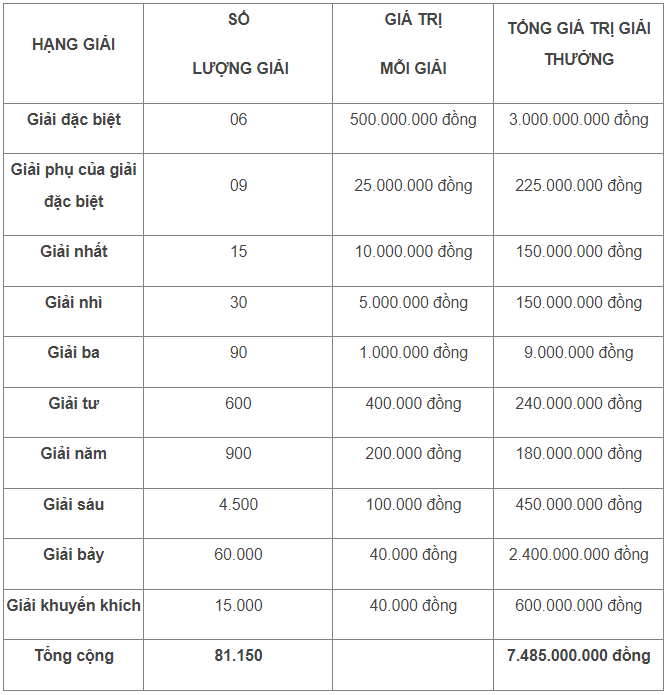 HẠNG GIẢI
SỐ
LƯỢNG GIẢI
GIÁ TRỊ
MỖI GIẢI
TỔNG GIÁ TRỊ GIẢI
THƯỞNG
Giải đặc biệt
06
500.000.000 đồng
3.000.000.000 đồng
Giải phụ của giải
đặc biệt
09
25.000.000 đồng
225.000.000 đồng
Giải nhất
15
10.000.000 đồng
150.000.000 đồng
Giải nhì
30
5.000.000 đồng
150.000.000 đồng
Giải ba
90
1.000.000 đồng
9.000.000 đồng
Giải tư
600
400.000 đồng
240.000.000 đồng
Giải năm
900
200.000 đồng
180.000.000 đồng
Giải sáu
4.500
100.000 đồng
450.000.000 đồng
Giải bảy
60.000
40.000 đồng
2.400.000.000 đồng
Giải khuyến khích
15.000
40.000 đồng
600.000.000 đồng
Tổng cộng
81.150
7.485.000.000 đồng